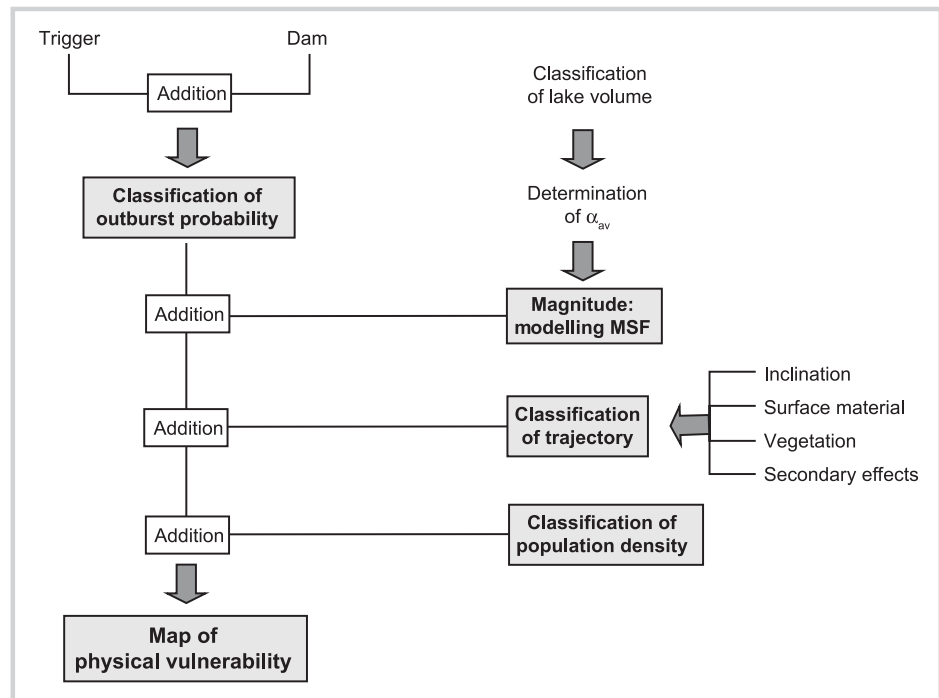 Trigger
Dam
Addition
Classification of
outburst probability
Classification
of lake volume
Determination
of αav
Addition
Magnitude:
modelling MSF
Addition
Classification
of trajectory
Inclination
Surface material
Vegetation
Secondary effects
Addition
Classification of
population density
Map of
physical vulnerability